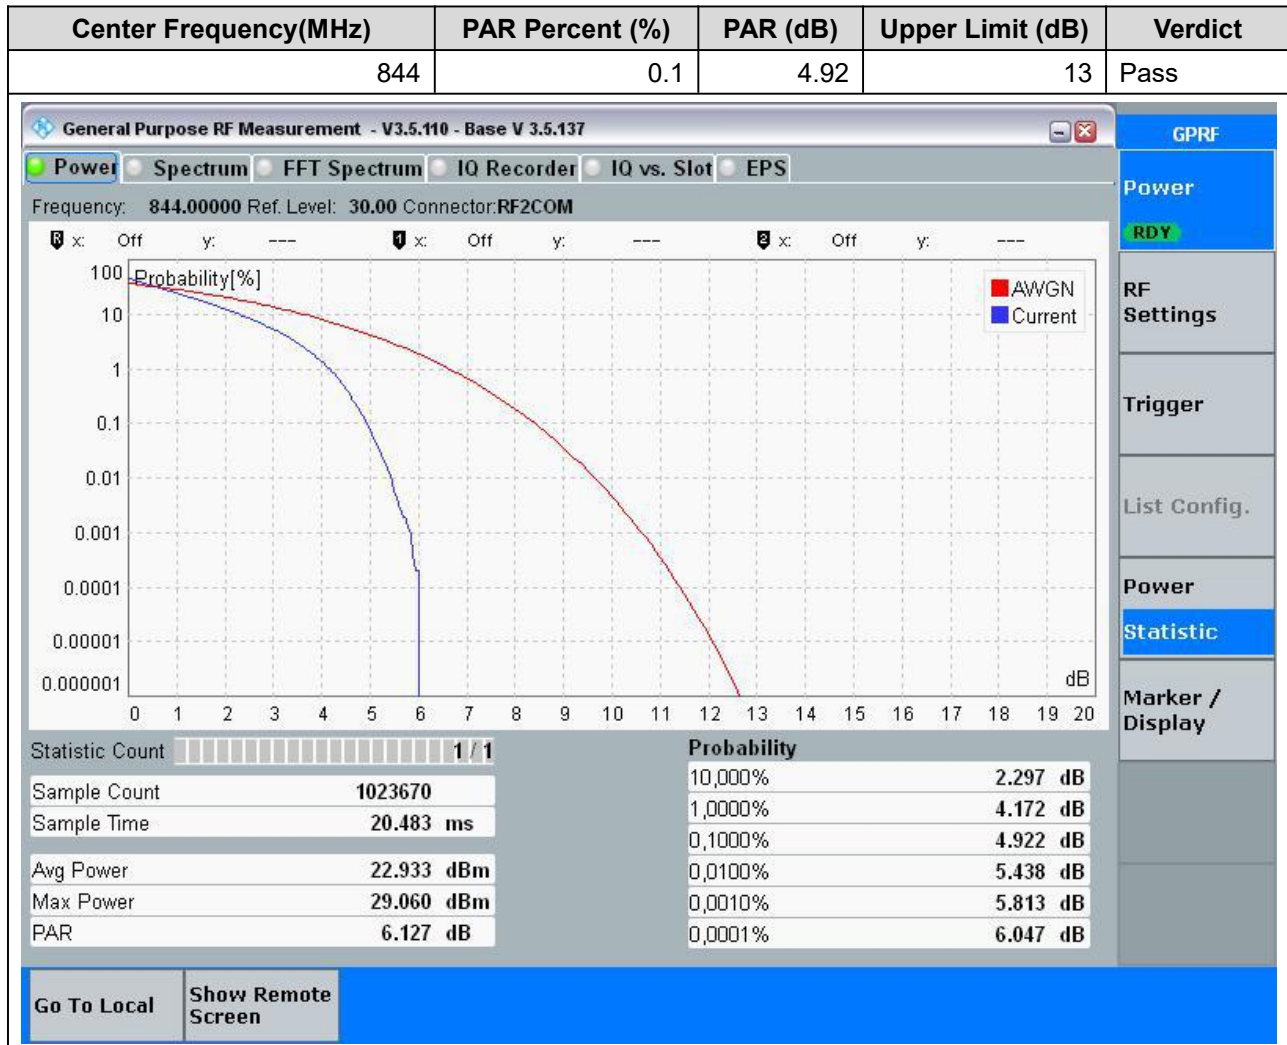 Center Frequency(MHz) PAR Percent (%) PAR (dB) Upper Limit (dB) Verdict
844 0.1 4.92 13 Pass
General Purpose RF Measurement - V3.5.110 - Base V 3.5.137
GPRF
Power Spectrum FFT Spectrum IQ Recorder IQ vs. Slot EPS
Frequency: 844.00000 Ref. Level: 30.00 Connector:RF2COM
R x: Off y: --- 1 x: Off y: --- 2 x: Off y: ---
Probability[%]
AWGN
Current
100
10
1
0.1
0.01
0.001
0.0001
0.00001
0.000001
dB
0 1 2 3 4 5 6 7 8 9 10 11 12 13 14 15 16 17 18 19 20
Statistic Count 1 / 1
Sample Count 1023670
Sample Time 20.483 ms
Avg Power 22.933 dBm
Max Power 29.060 dBm
PAR 6.127 dB
Probability
10,000% 2.297 dB
1,0000% 4.172 dB
0,1000% 4.922 dB
0,0100% 5.438 dB
0,0010% 5.813 dB
0,0001% 6.047 dB
Power
RDY
RF
Settings
Trigger
List Config.
Power
Statistic
Marker /
Display
Go To Local
Show Remote
Screen